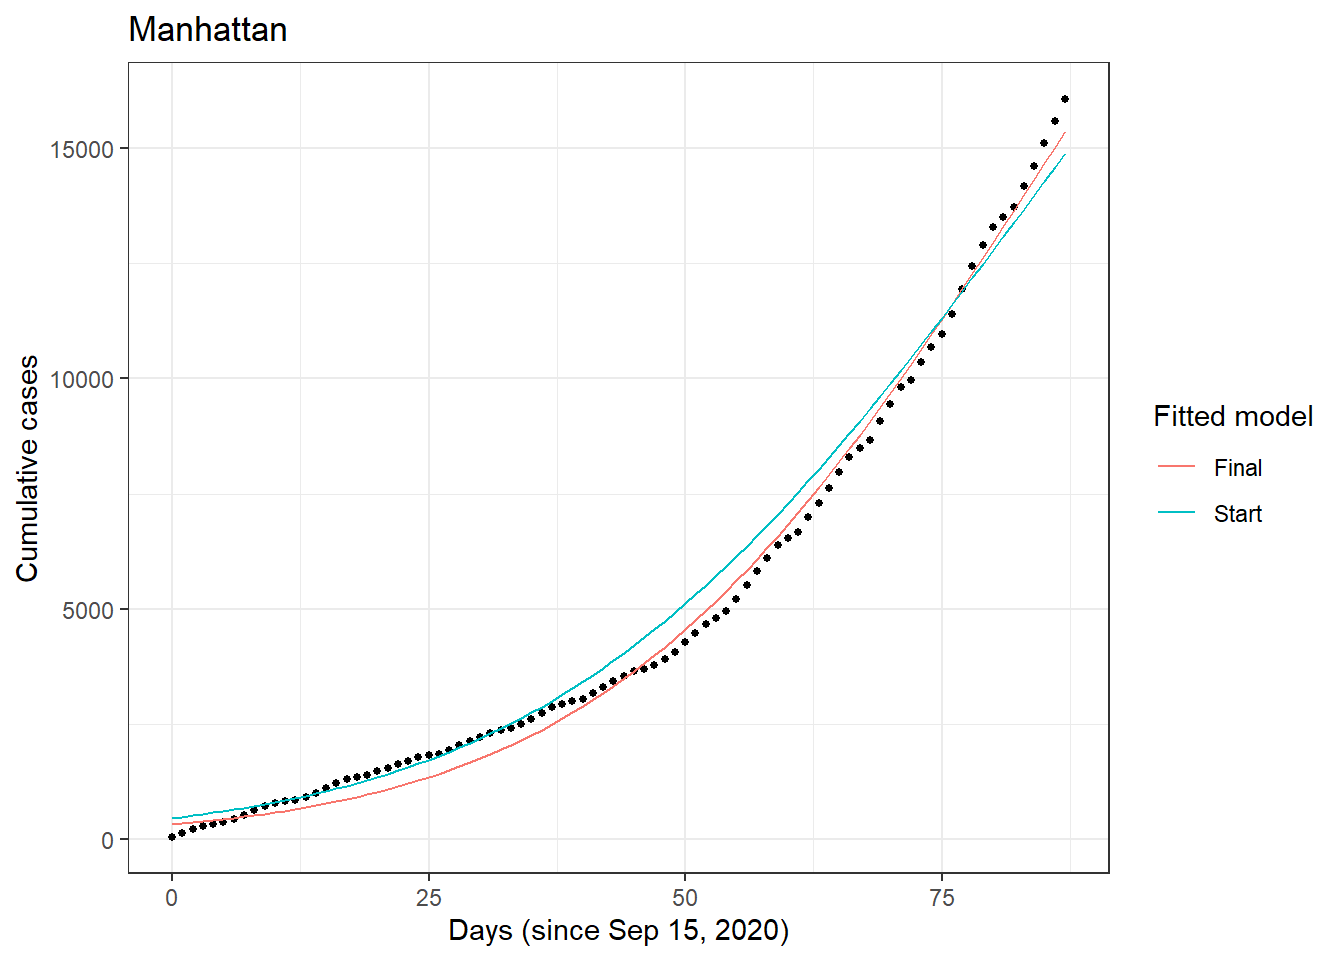 Manhattan
15000
10000
5000
0
Cumulative cases
0 25 50 75
Days (since Sep 15, 2020)
Fitted model
Final
Start